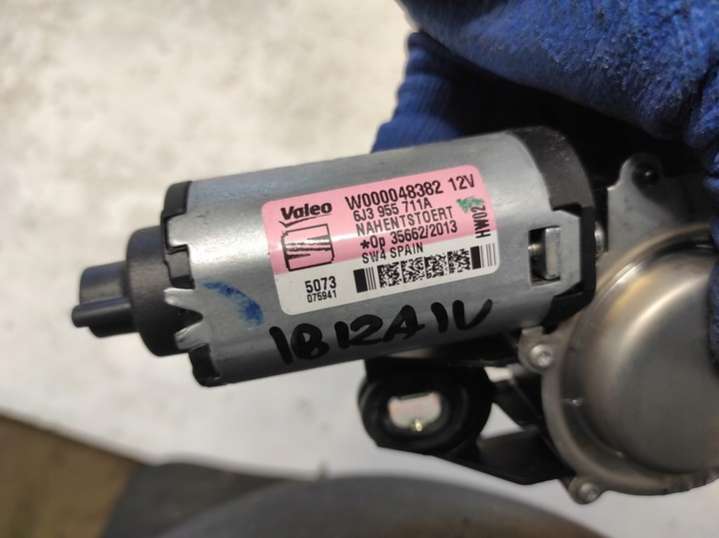 Valeo
W000048382 12V
6J3 955 711A
NAHENTSTOERT
*Op 35662/2013
SW4 SPAIN
5073
075941
1812A1V